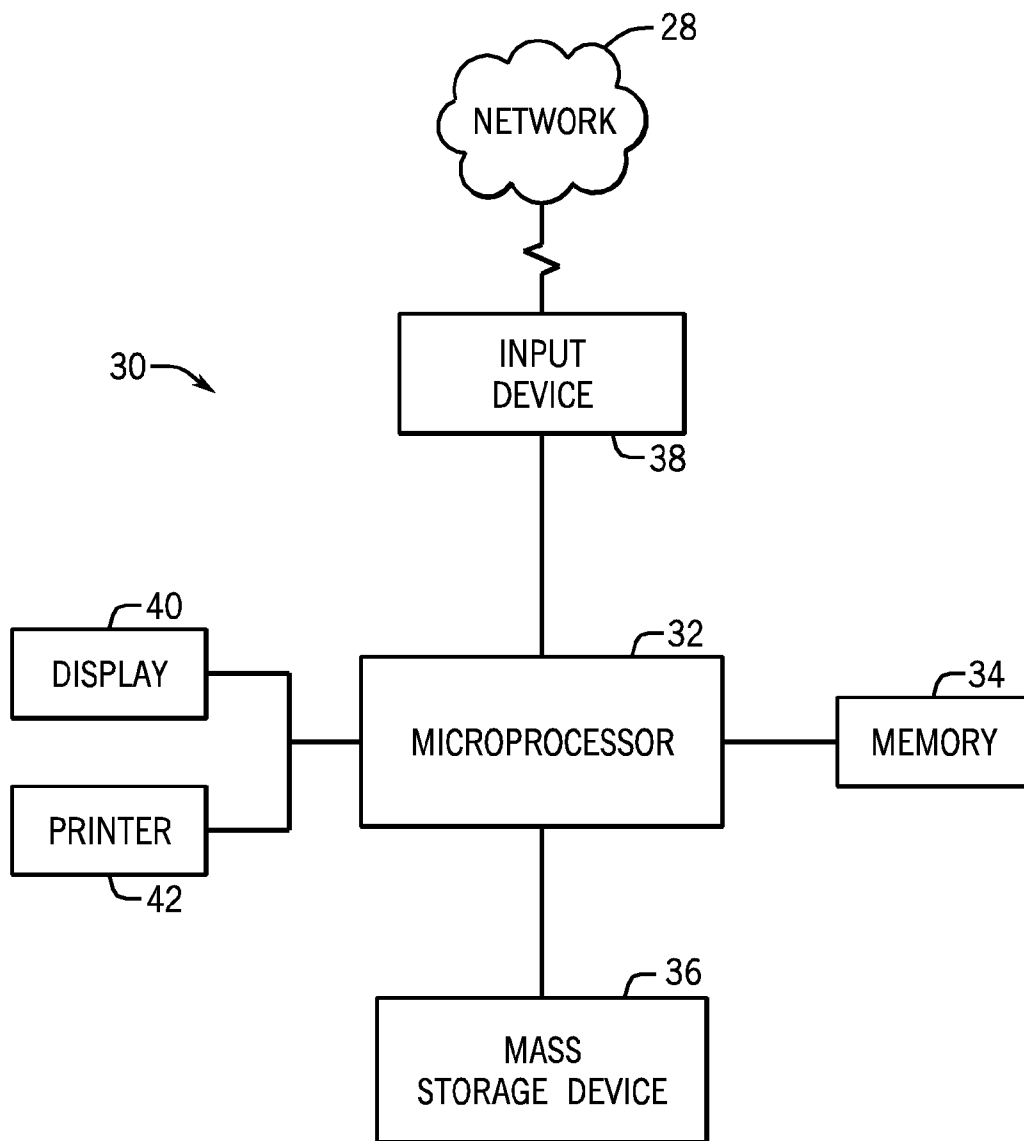 28
NETWORK
INPUT
DEVICE
30
38
40
32
34
DISPLAY
MICROPROCESSOR
MEMORY
PRINTER
42
36
MASS
STORAGE DEVICE